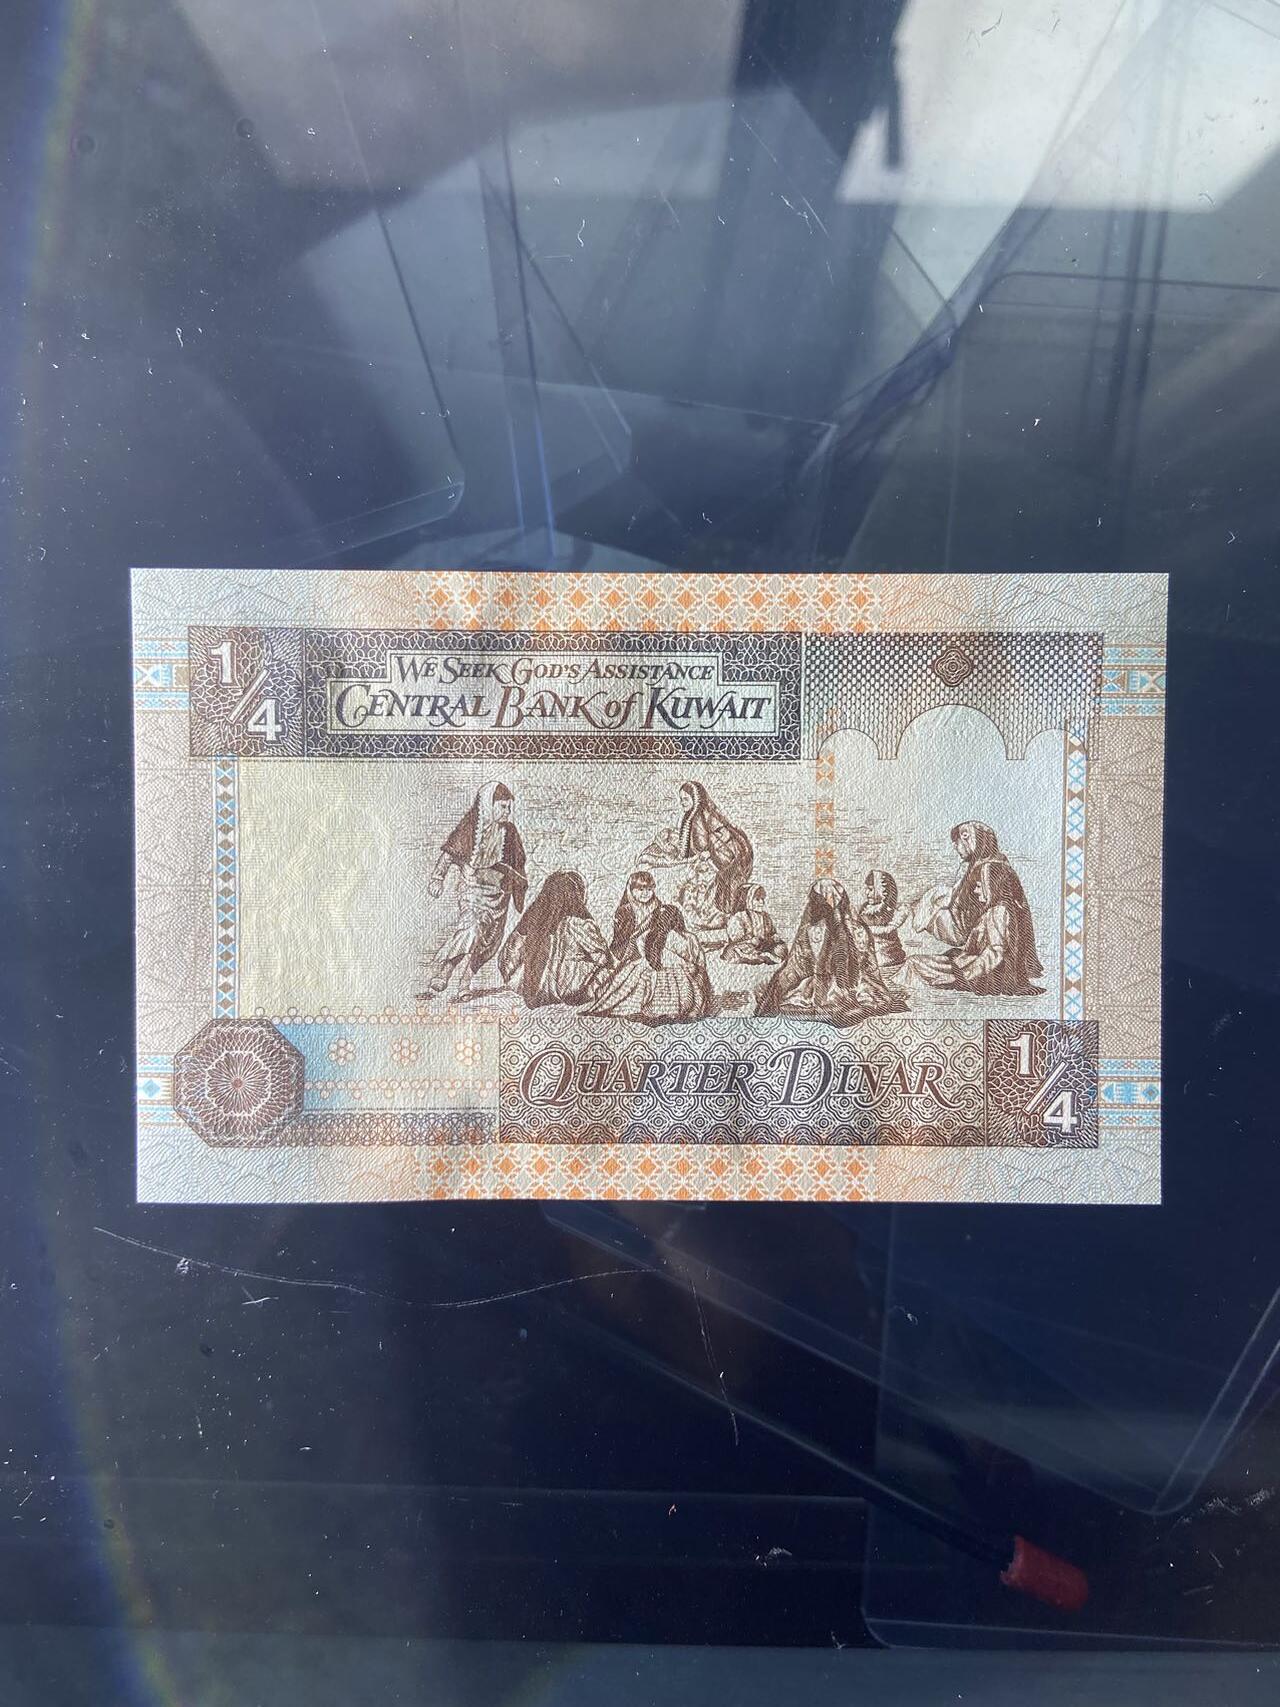 1/4
WE SEEK GOD'S ASSISTANCE
CENTRAL BANK of KUWAIT
QUARTER DINAR
1/4